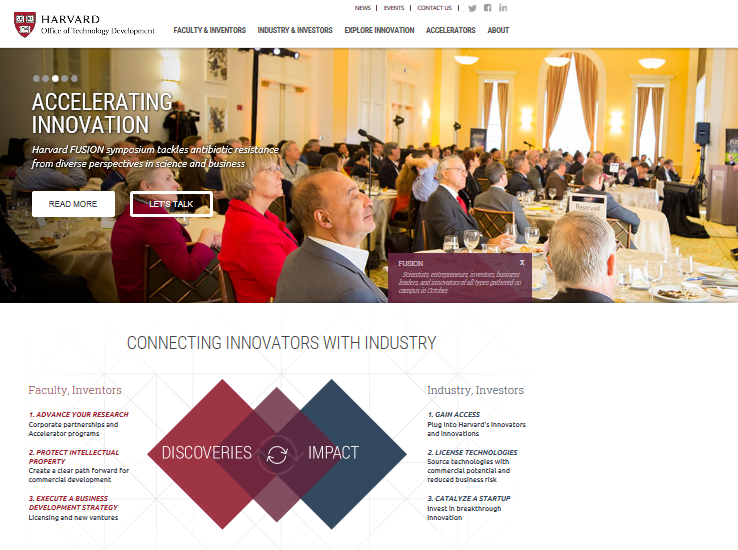 NEWS | EVENTS | CONTACT US |
HARVARD
Office of Technology Development
FACULTY & INVENTORS INDUSTRY & INVESTORS EXPLORE INNOVATION ACCELERATORS ABOUT
ACCELERATING
INNOVATION
Harvard FUSION symposium tackles antibiotic resistance
from diverse perspectives in science and business
READ MORE LET'S TALK
Reserved
FUSION X
Scientists, entrepreneurs, investors, business
leaders, and innovators of all types gathered on
campus in October.
CONNECTING INNOVATORS WITH INDUSTRY
Faculty, Inventors
1. ADVANCE YOUR RESEARCH
Corporate partnerships and
Accelerator programs
2. PROTECT INTELLECTUAL
PROPERTY
Create a clear path forward for
commercial development
3. EXECUTE A BUSINESS
DEVELOPMENT STRATEGY
Licensing and new ventures
DISCOVERIES IMPACT
Industry, Investors
1. GAIN ACCESS
Plug into Harvard's innovators
and innovations
2. LICENSE TECHNOLOGIES
Source technologies with
commercial potential and
reduced business risk
3. CATALYZE A STARTUP
Invest in breakthrough
innovation